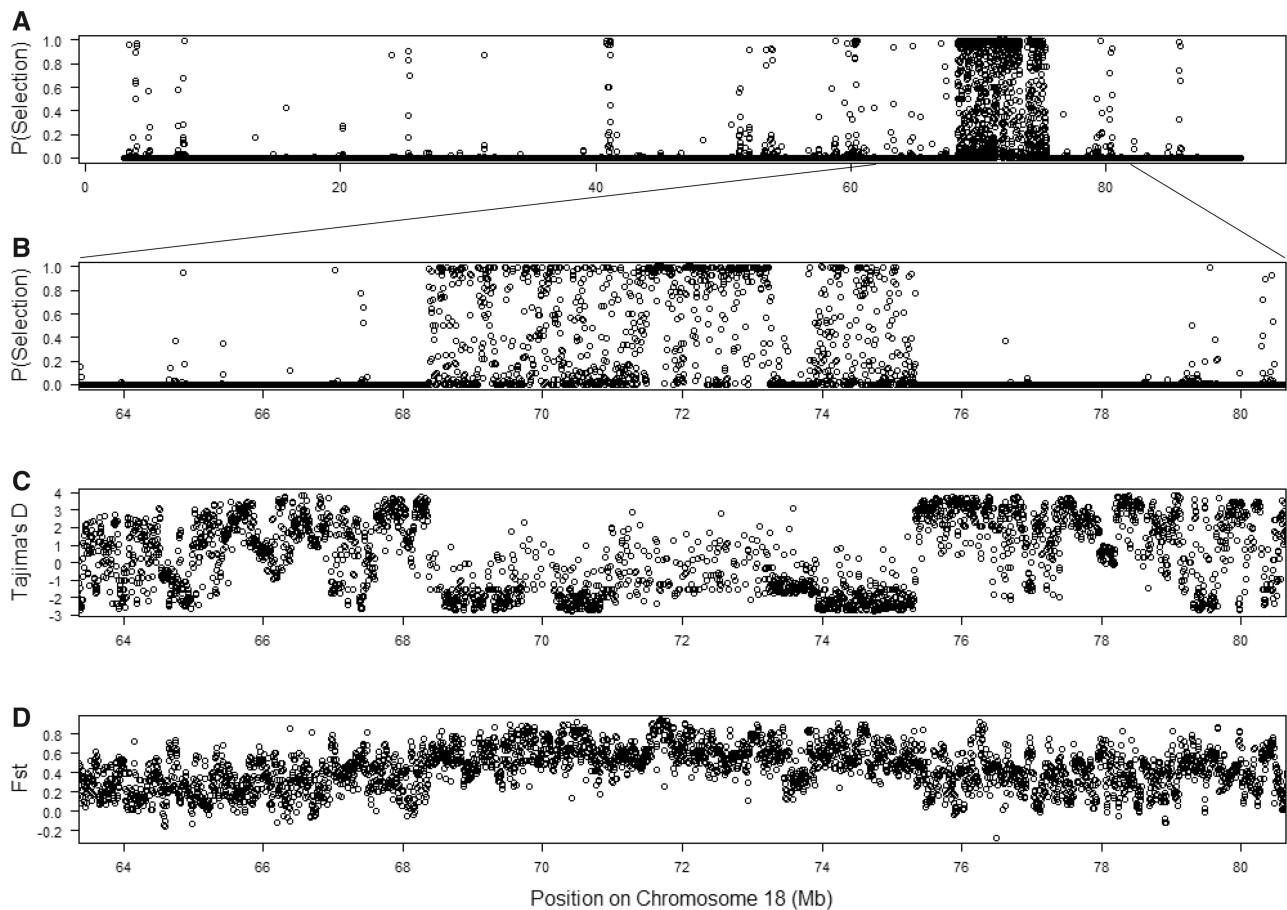 A
P(Selection)
1.0
0.8
0.6
0.4
0.2
0.0
0 20 40 60 80
B
P(Selection)
1.0
0.8
0.6
0.4
0.2
0.0
64 66 68 70 72 74 76 78 80
C
Tajima's D
4
3
2
1
0
-1
-2
-3
64 66 68 70 72 74 76 78 80
D
Fst
0.8
0.6
0.4
0.2
0.0
-0.2
64 66 68 70 72 74 76 78 80
Position on Chromosome 18 (Mb)